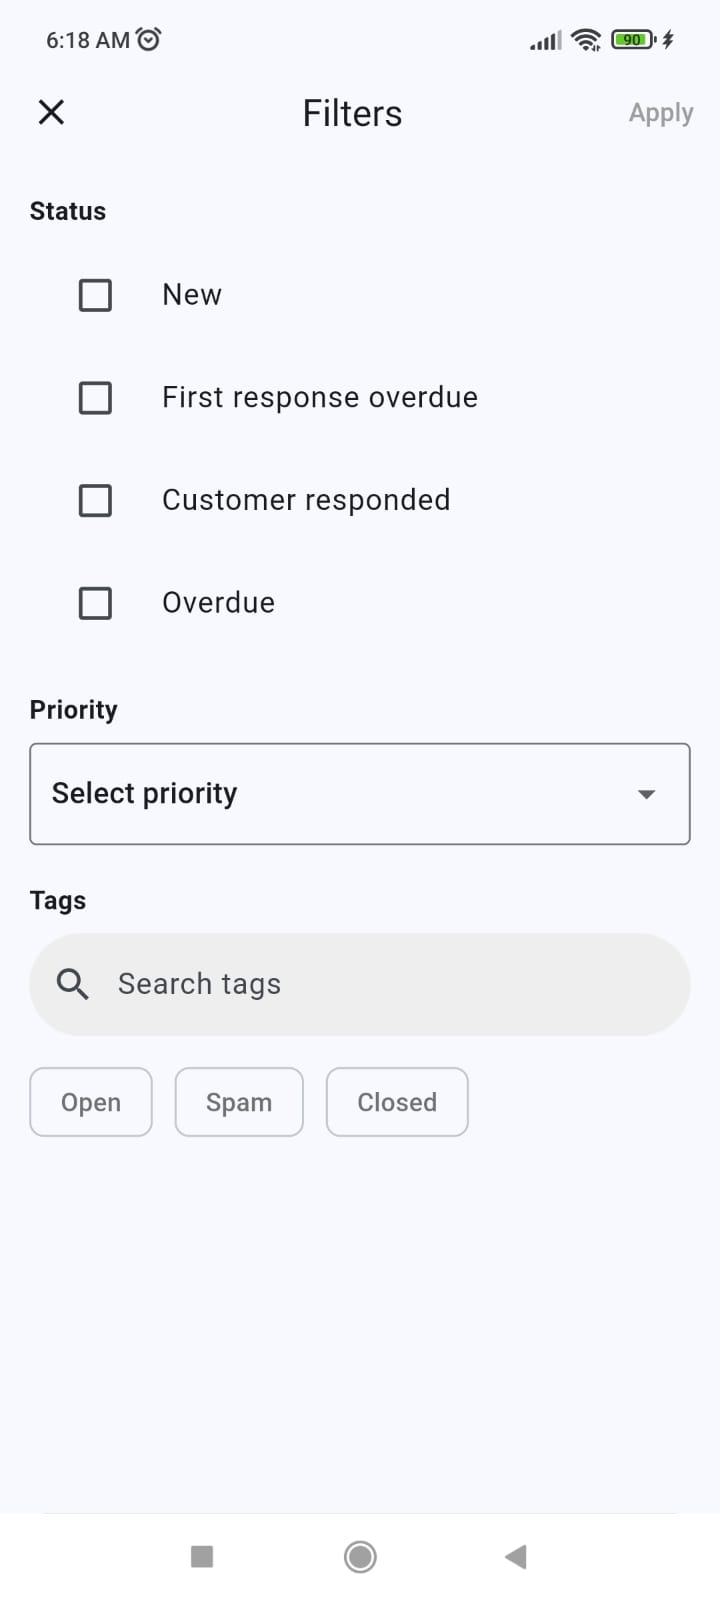 6:18 AM
90
Filters
Apply
Status
New
First response overdue
Customer responded
Overdue
Priority
Select priority
Tags
Search tags
Open
Spam
Closed